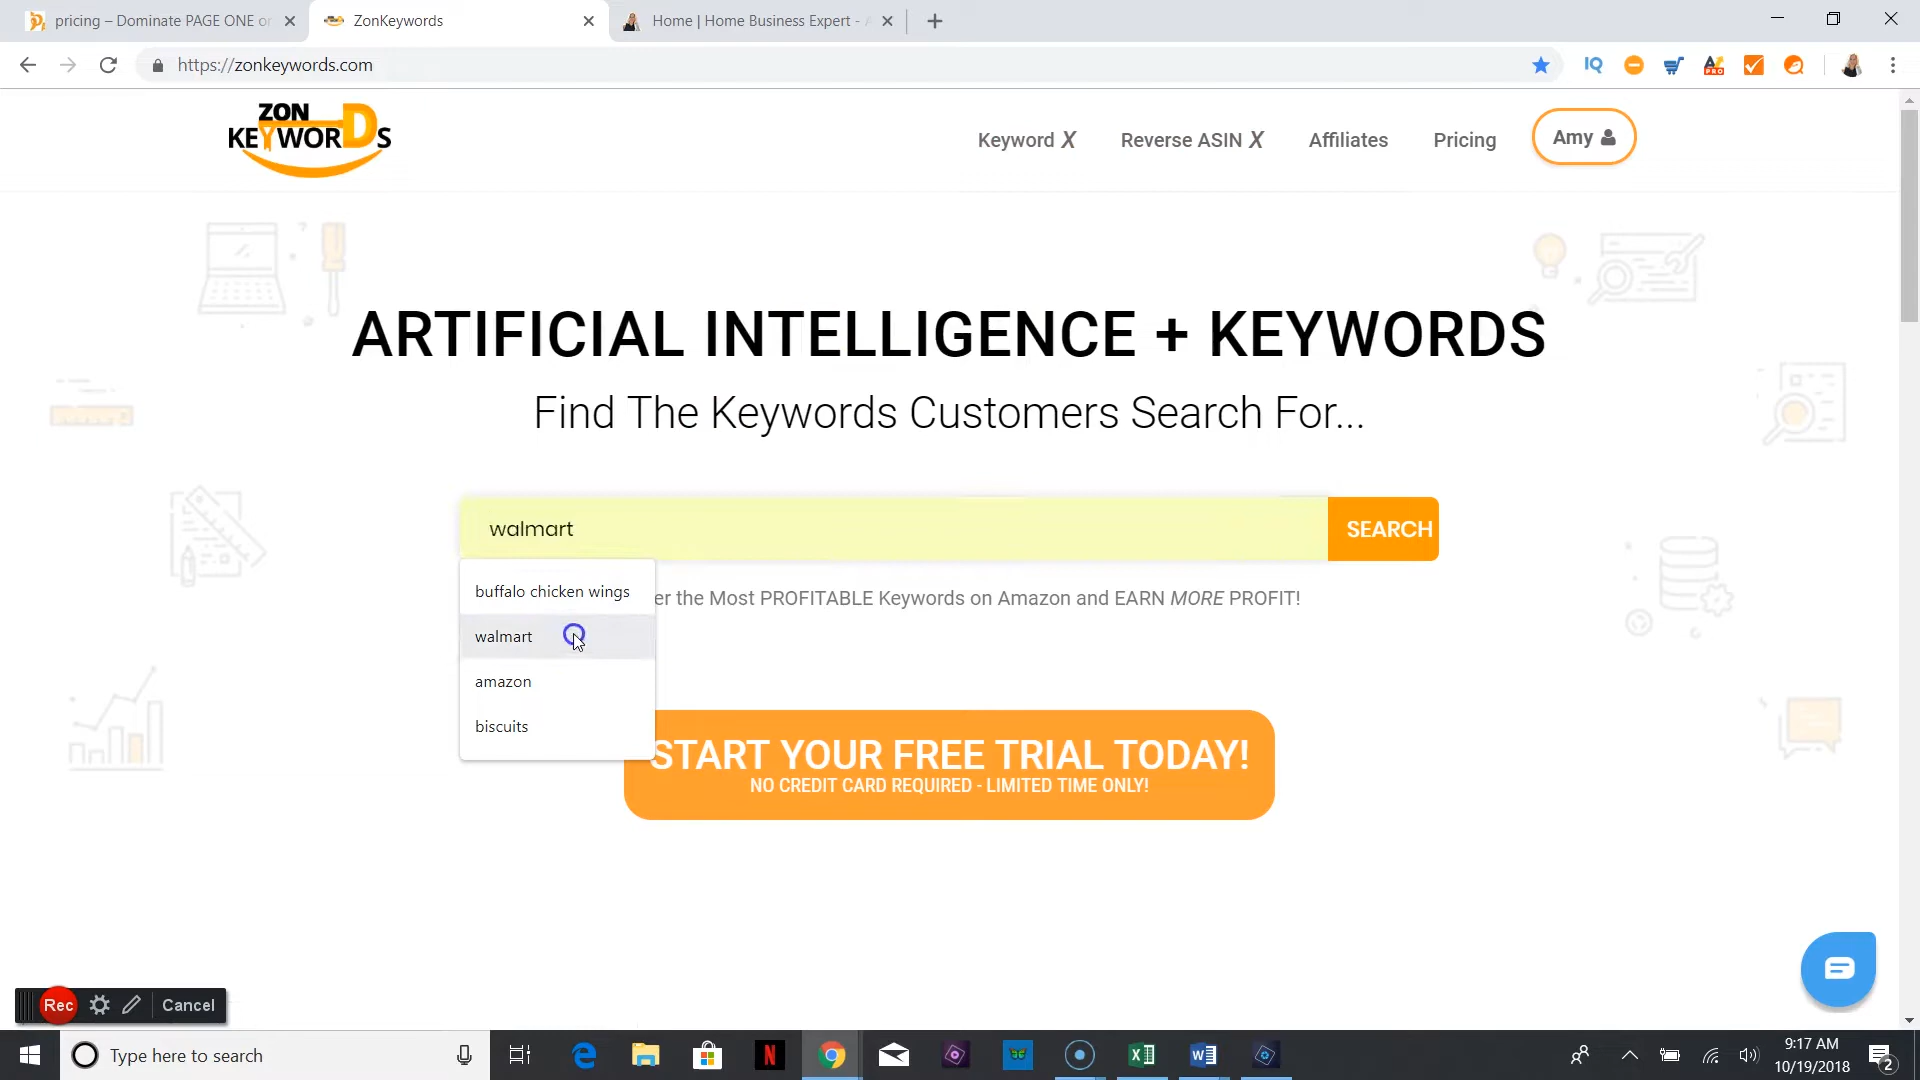 pricing – Dominate PAGE ONE or
ZonKeywords
Home | Home Business Expert -
https://zonkeywords.com
IQ
PRO
ZON
KEYWORDS
Keyword X
Reverse ASIN X
Affiliates
Pricing
Amy
ARTIFICIAL INTELLIGENCE + KEYWORDS
Find The Keywords Customers Search For...
walmart
SEARCH
buffalo chicken wings
er the Most PROFITABLE Keywords on Amazon and EARN MORE PROFIT!
walmart
amazon
biscuits
START YOUR FREE TRIAL TODAY!
NO CREDIT CARD REQUIRED - LIMITED TIME ONLY!
Rec
Cancel
Type here to search
9:17 AM
10/19/2018
2